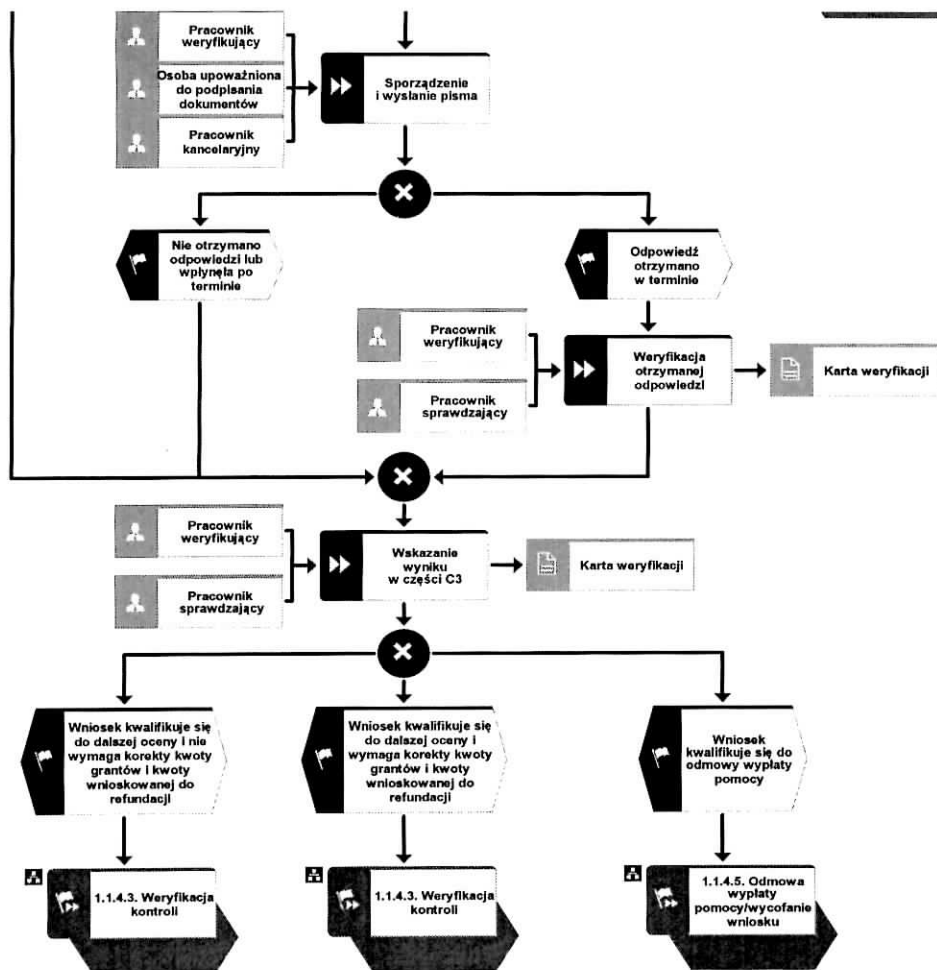 Pracownik
weryfikujący
Osoba upoważniona
do podpisania
dokumentów
Pracownik
kancelaryjny
Sporządzenie
i wysłanie pisma
Nie otrzymano
odpowiedzi lub
wpłynęła po
terminie
Odpowiedź
otrzymano
w terminie
Pracownik
weryfikujący
Pracownik
sprawdzający
Weryfikacja
otrzymanej
odpowiedzi
Karta weryfikacji
Pracownik
weryfikujący
Pracownik
sprawdzający
Wskazanie
wyniku
w części C3
Karta weryfikacji
Wniosek kwalifikuje się
do dalszej oceny i nie
wymaga korekty kwoty
grantów i kwoty
wnioskowanej do
refundacji
Wniosek kwalifikuje się
do dalszej oceny i
wymaga korekty kwoty
grantów i kwoty
wnioskowanej do
refundacji
Wniosek
kwalifikuje się do
odmowy wypłaty
pomocy
1.1.4.3. Weryfikacja
kontroli
1.1.4.3. Weryfikacja
kontroli
1.1.4.5. Odmowa
wypłaty
pomocy/wycofanie
wniosku